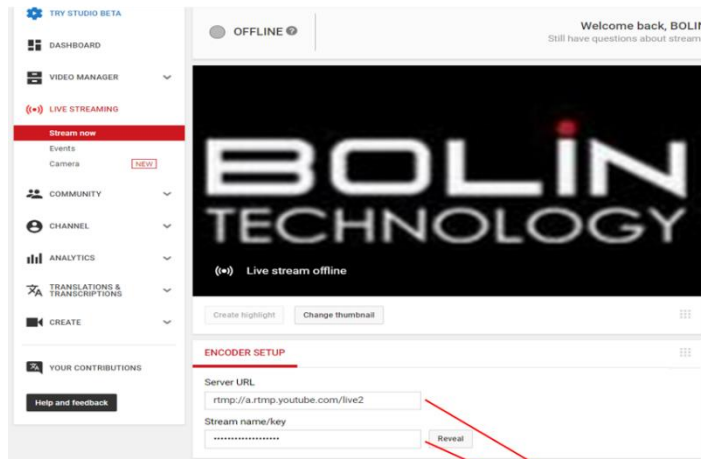 TRY STUDIO BETA
DASHBOARD
VIDEO MANAGER
LIVE STREAMING
Stream now
Events
Camera NEW
COMMUNITY
CHANNEL
ANALYTICS
TRANSLATIONS &
TRANSCRIPTIONS
CREATE
YOUR CONTRIBUTIONS
Help and feedback
OFFLINE ?
Welcome back, BOLIN
Still have questions about stream
BOLIN
TECHNOLOGY
Live stream offline
Create highlight Change thumbnail
ENCODER SETUP
Server URL
rtmp://a.rtmp.youtube.com/live2
Stream name/key
•••••••••••••••••••
Reveal